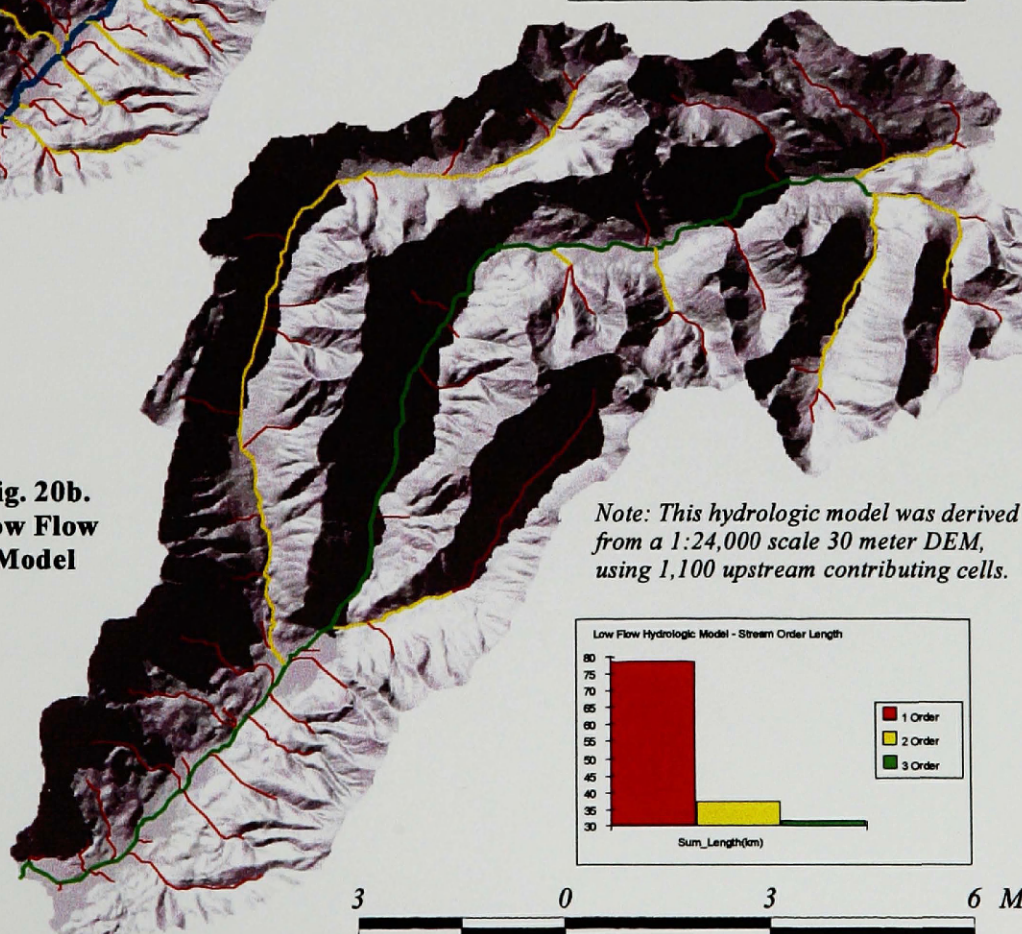 ig. 20b.
ow Flow
Model
Note: This hydrologic model was derived
from a 1:24,000 scale 30 meter DEM,
using 1,100 upstream contributing cells.
Low Flow Hydrologic Model - Stream Order Length
80
75
70
65
60
55
50
45
40
35
30
Sum_Length(km)
1 Order
2 Order
3 Order
3 0 3 6 M